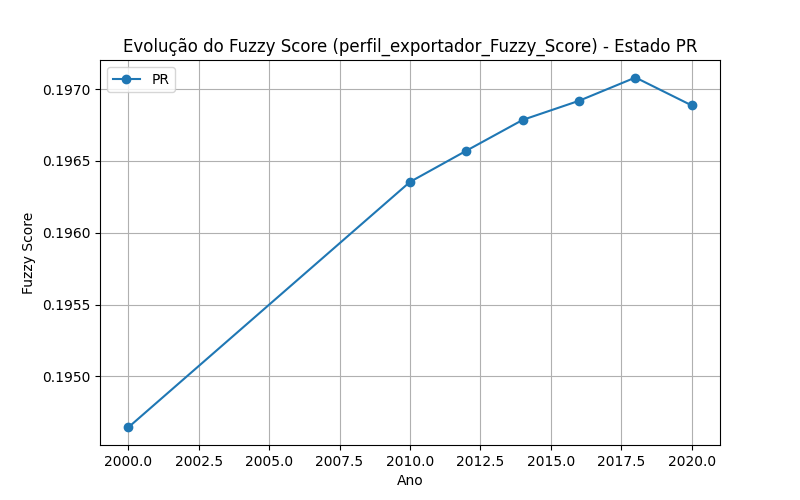 Evolução do Fuzzy Score (perfil_exportador_Fuzzy_Score) - Estado PR
PR
0.1970
0.1965
0.1960
0.1955
0.1950
Fuzzy Score
2000.0 2002.5 2005.0 2007.5 2010.0 2012.5 2015.0 2017.5 2020.0
Ano